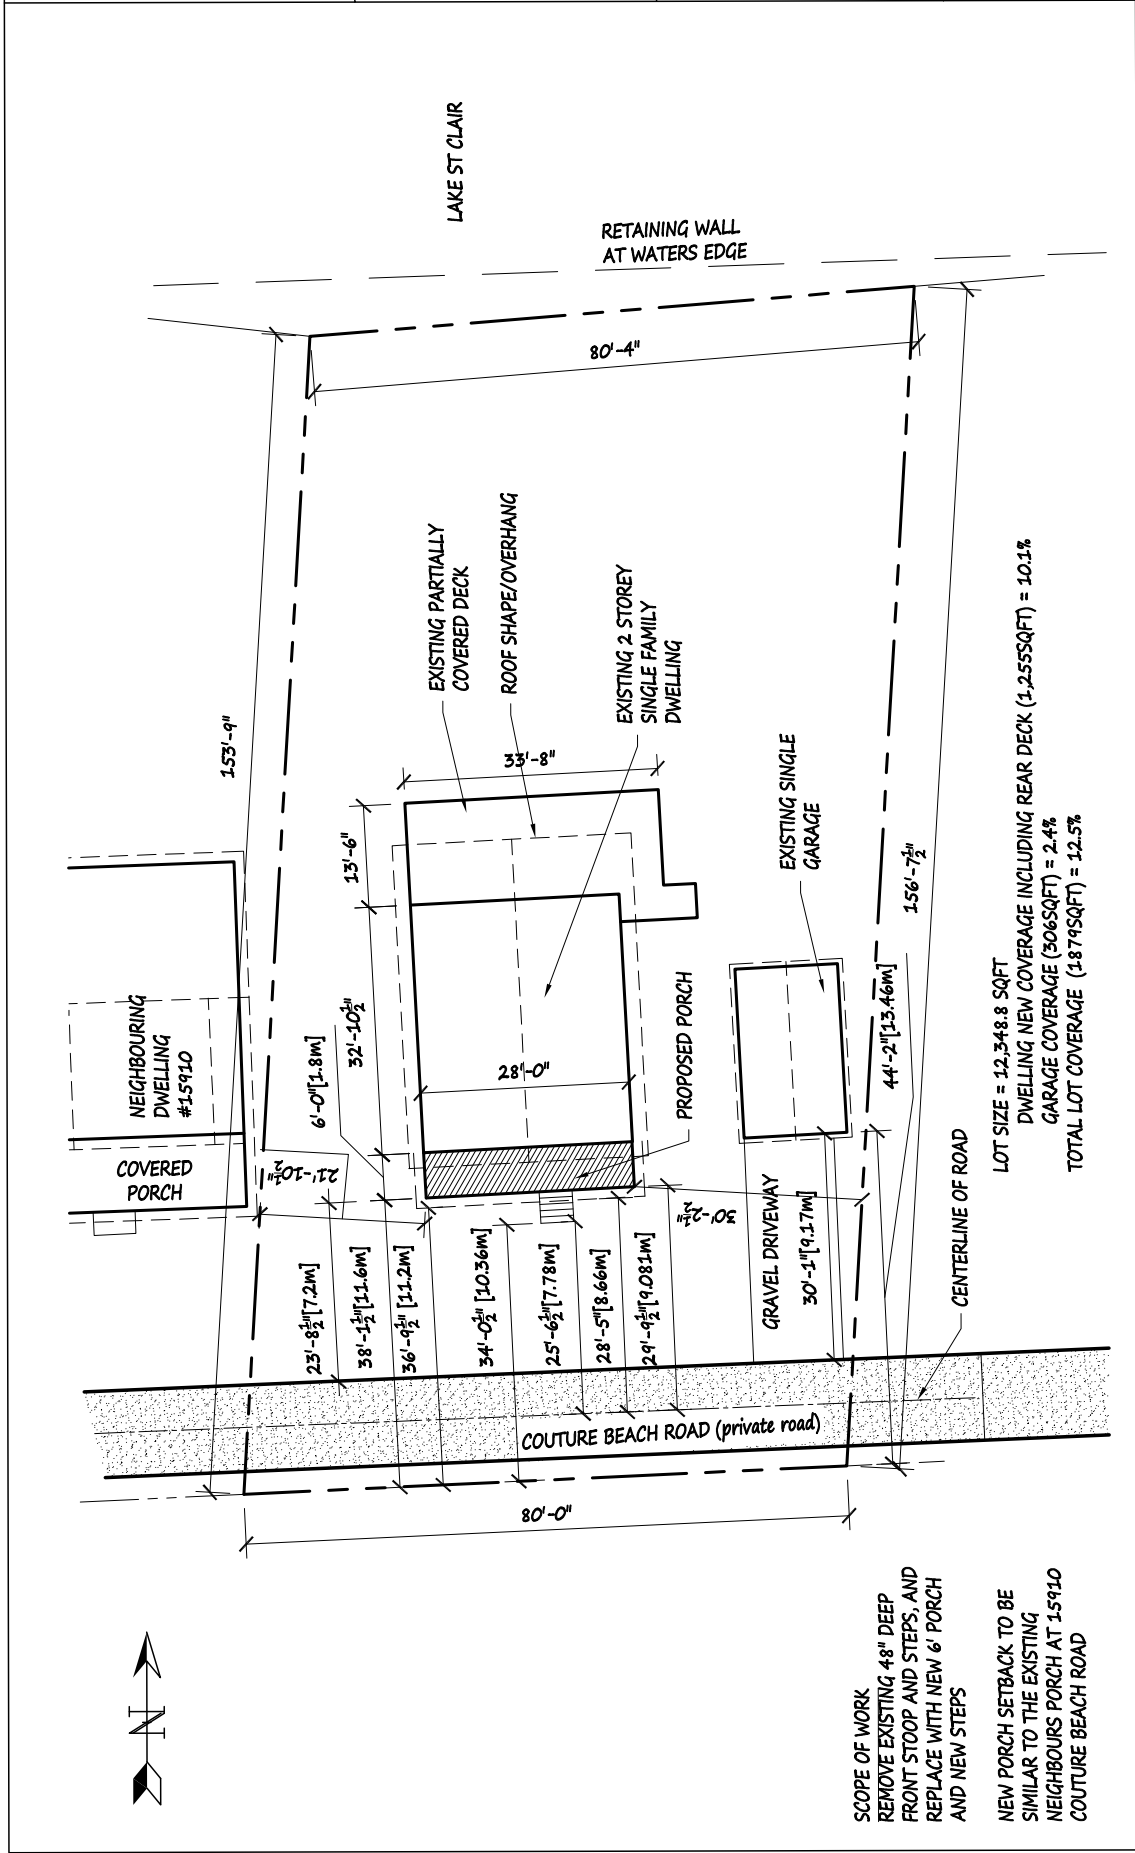 LAKE ST CLAIR
RETAINING WALL
AT WATERS EDGE
80'-4"
153'-9"
EXISTING PARTIALLY
COVERED DECK
ROOF SHAPE/OVERHANG
EXISTING 2 STOREY
SINGLE FAMILY
DWELLING
33'-8"
13'-6"
EXISTING SINGLE
GARAGE
156'-7½"
NEIGHBOURING
DWELLING
#15910
COVERED
PORCH
6'-0"[1.8m]
32'-10½"
28'-0"
PROPOSED PORCH
44'-2"[13.46m]
21'-10½"
30'-2½"
23'-8½"[7.2m]
38'-1½"[11.6m]
36'-9½" [11.2m]
34'-0½" [10.36m]
25'-6½"[7.78m]
28'-5"[8.66m]
29'-9½"[9.081m]
GRAVEL DRIVEWAY
30'-1"[9.17m]
CENTERLINE OF ROAD
COUTURE BEACH ROAD (private road)
80'-0"
LOT SIZE = 12,348.8 SQFT
DWELLING NEW COVERAGE INCLUDING REAR DECK (1,255SQFT) = 10.1%
GARAGE COVERAGE (306SQFT) = 2.4%
TOTAL LOT COVERAGE (1879SQFT) = 12.5%
N
SCOPE OF WORK
REMOVE EXISTING 48" DEEP
FRONT STOOP AND STEPS, AND
REPLACE WITH NEW 6' PORCH
AND NEW STEPS
NEW PORCH SETBACK TO BE
SIMILAR TO THE EXISTING
NEIGHBOURS PORCH AT 15910
COUTURE BEACH ROAD